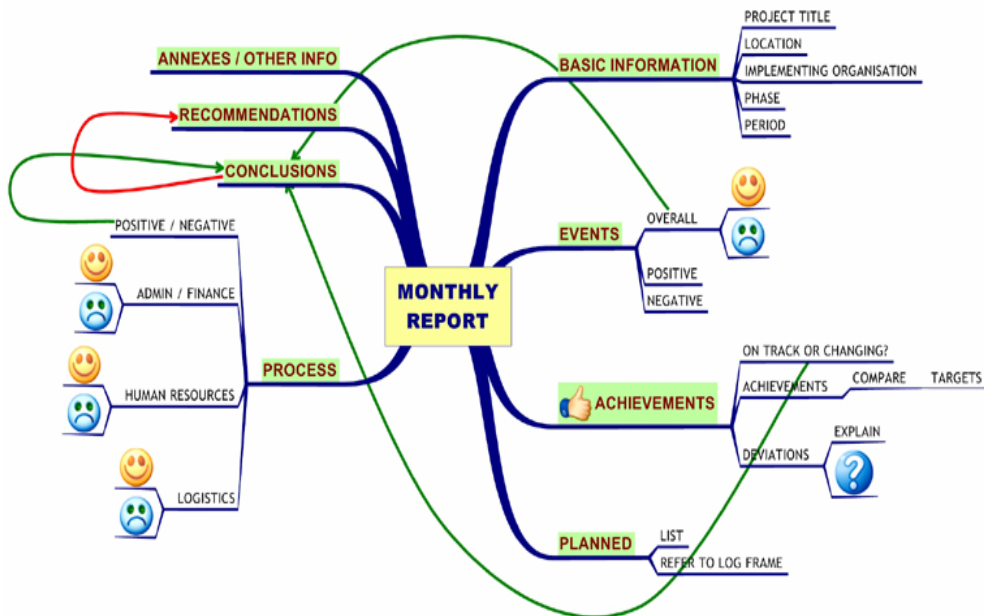 MONTHLY
REPORT
BASIC INFORMATION
PROJECT TITLE
LOCATION
IMPLEMENTING ORGANISATION
PHASE
PERIOD
EVENTS
OVERALL
POSITIVE
NEGATIVE
ACHIEVEMENTS
ON TRACK OR CHANGING?
ACHIEVEMENTS
COMPARE
TARGETS
DEVIATIONS
EXPLAIN
?
PLANNED
LIST
REFER TO LOG FRAME
PROCESS
POSITIVE / NEGATIVE
ADMIN / FINANCE
HUMAN RESOURCES
LOGISTICS
CONCLUSIONS
RECOMMENDATIONS
ANNEXES / OTHER INFO